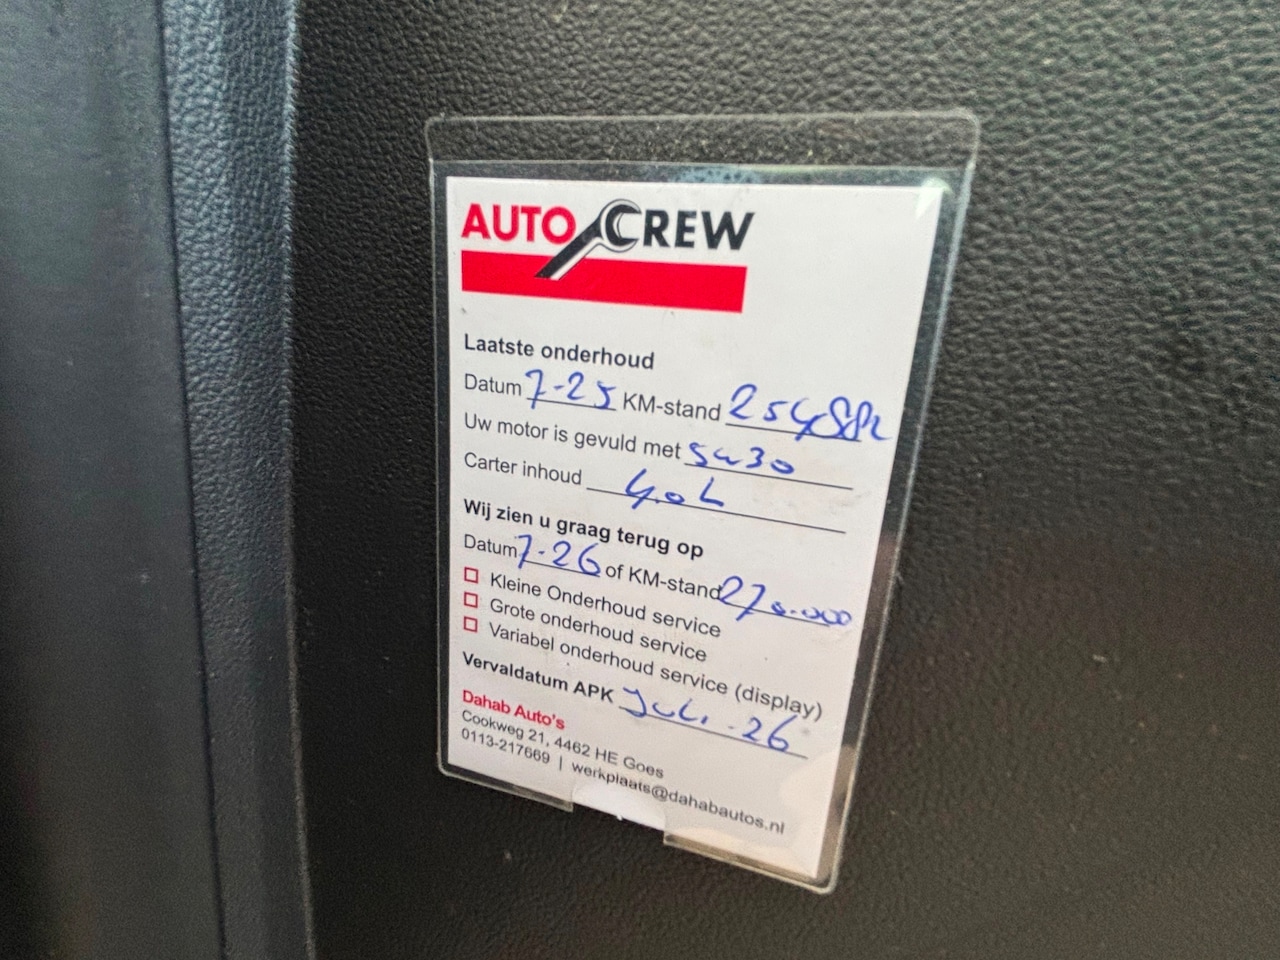 AUTO CREW
Laatste onderhoud
Datum 7-25 KM-stand
Uw motor is gevuld met 5w30
Carter inhoud 4.0L
Wij zien u graag terug op
Datum 7-26 of KM-stand 270.000
Kleine Onderhoud service
Grote onderhoud service
Variabel onderhoud service (display)
Vervaldatum APK Juli-26
Dahab Auto's
Cookweg 21, 4462 HE Goes
0113-217669 | werkplaats@dahabautos.nl